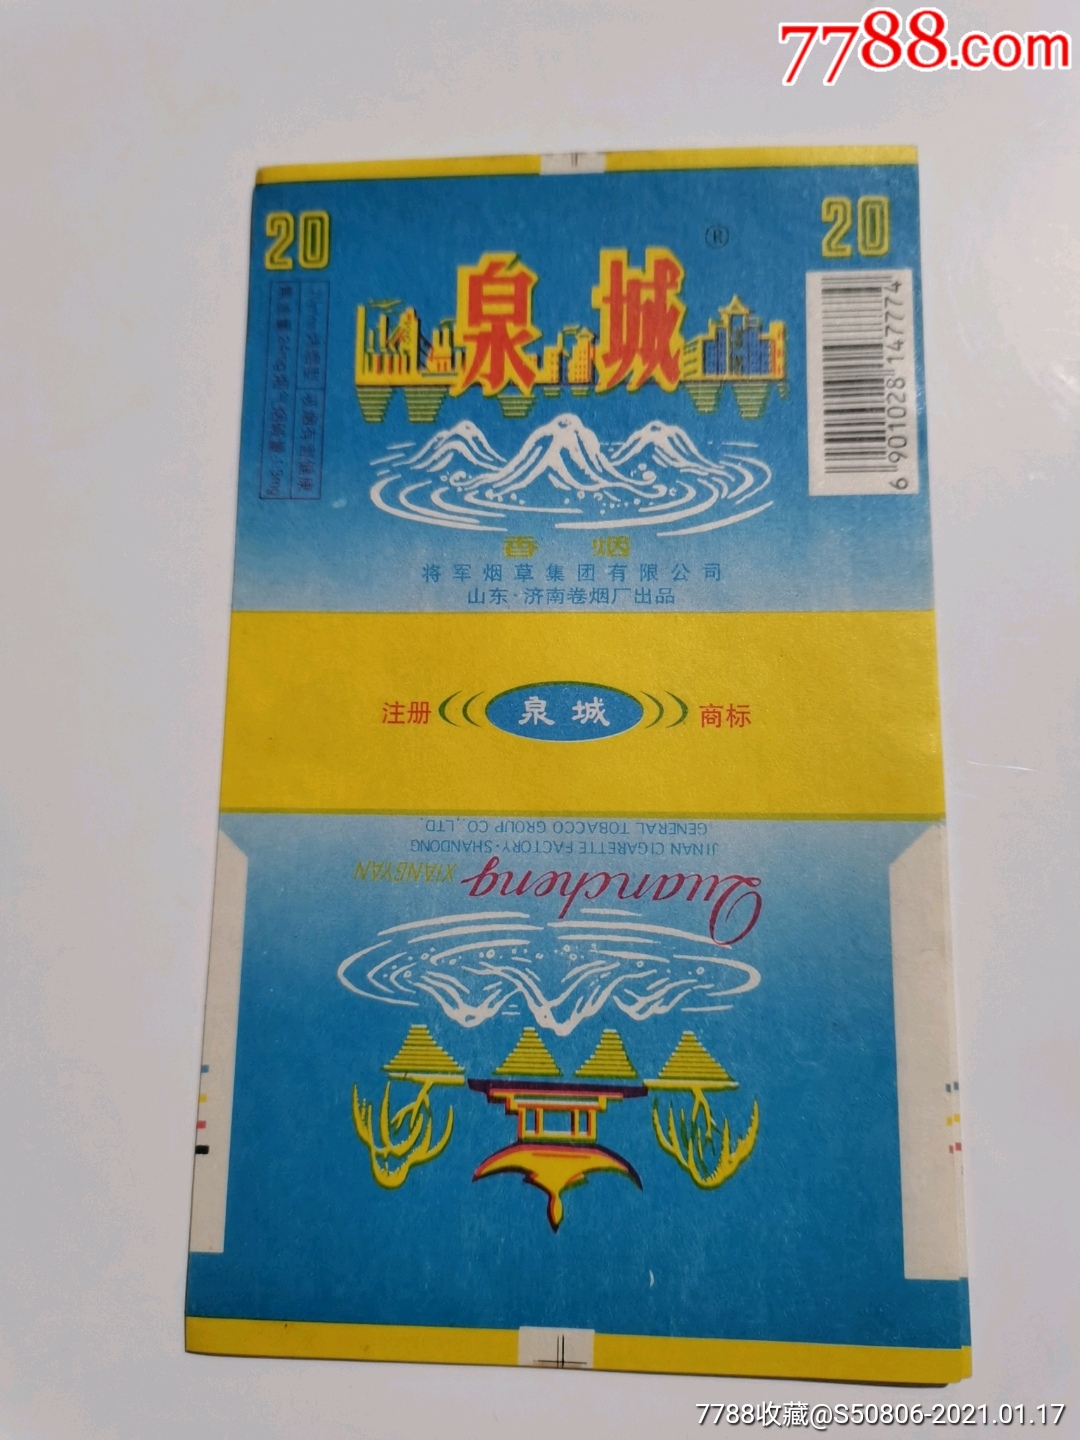 7788.com
20
20
泉城
®
6 901028 147774
香烟
将军烟草集团有限公司
山东·济南卷烟厂出品
注册 泉城 商标
GENERAL TOBACCO GROUP CO.,LTD.
JINAN CIGARETTE FACTORY·SHANDONG
Quancheng XIANGYAN
7788收藏@S50806-2021.01.17